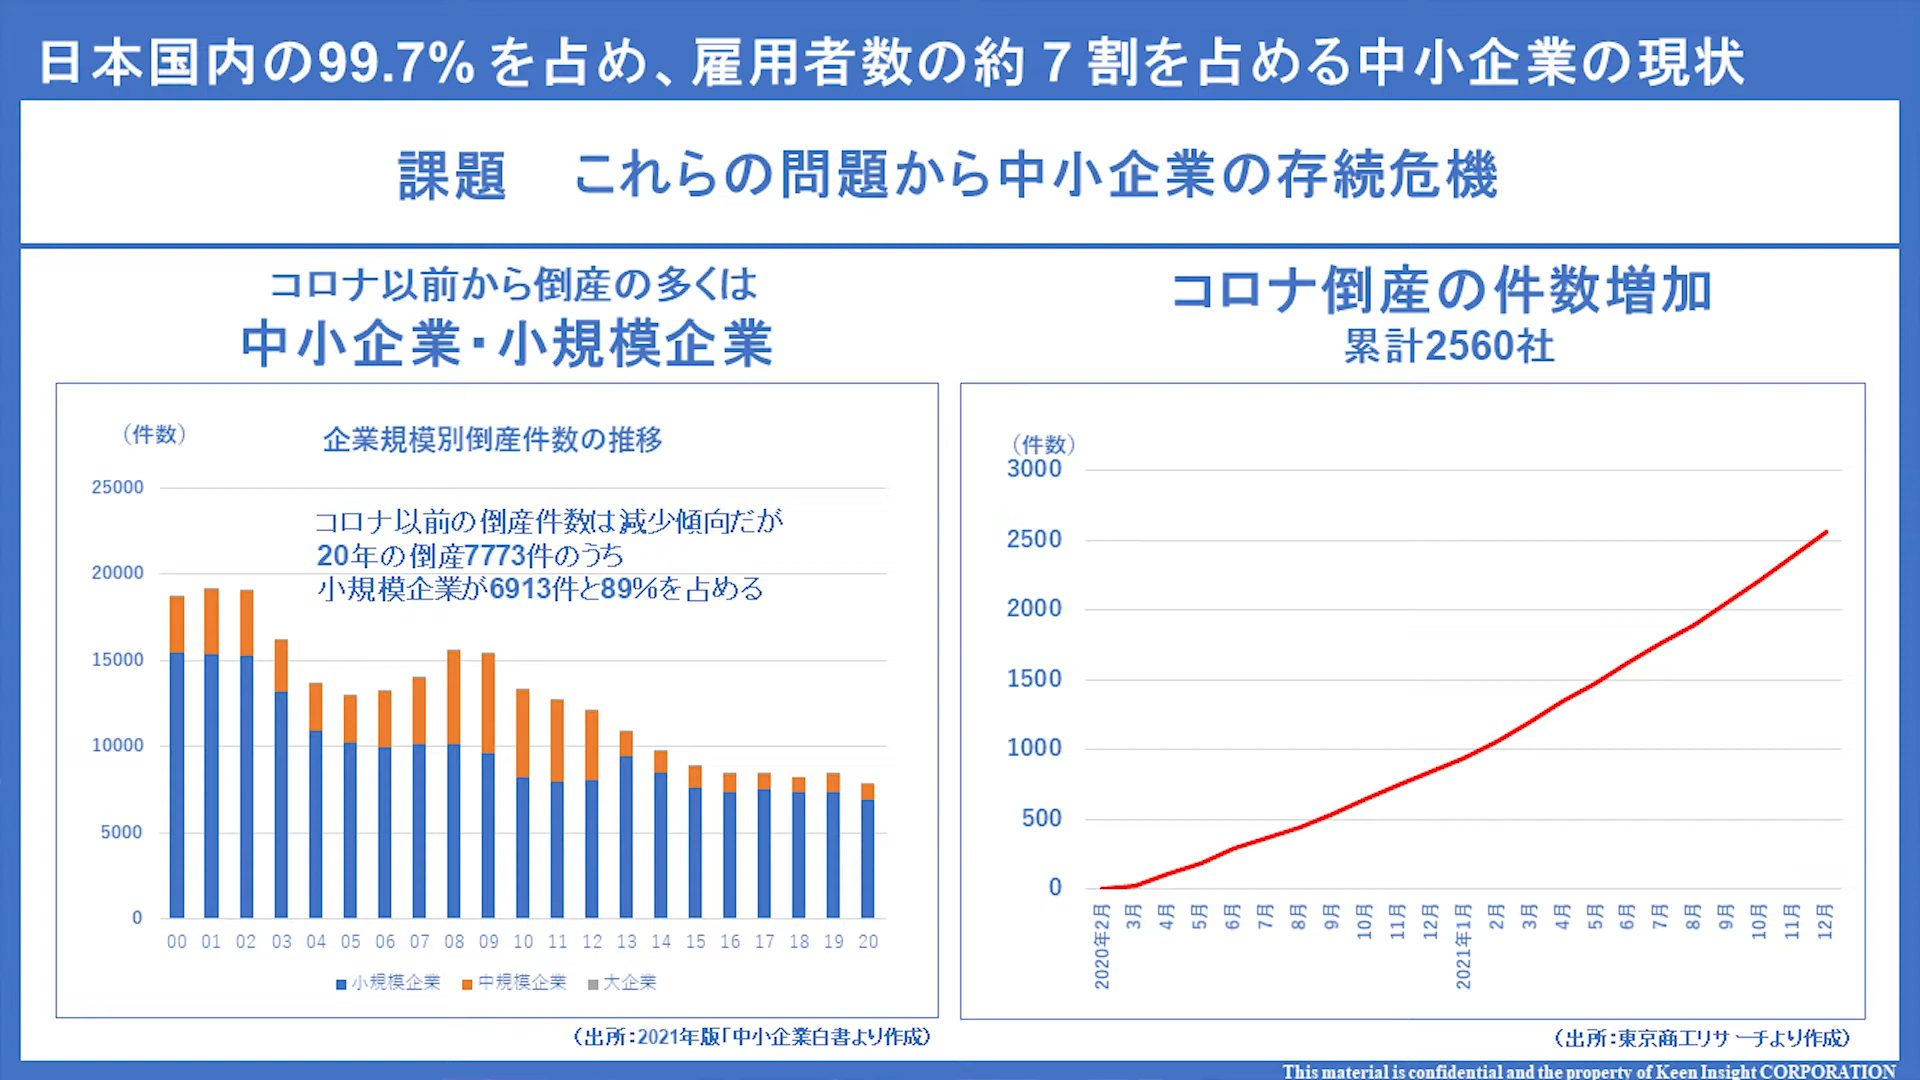 日本国内の99.7%を占め、雇用者数の約７割を占める中小企業の現状
課題　これらの問題から中小企業の存続危機
コロナ以前から倒産の多くは
中小企業・小規模企業
（件数）
企業規模別倒産件数の推移
コロナ以前の倒産件数は減少傾向だが
20年の倒産7773件のうち
小規模企業が6913件と89%を占める
25000
20000
15000
10000
5000
0
00 01 02 03 04 05 06 07 08 09 10 11 12 13 14 15 16 17 18 19 20
小規模企業 中規模企業 大企業
（出所：2021年版「中小企業白書より作成）
コロナ倒産の件数増加
累計2560社
（件数）
3000
2500
2000
1500
1000
500
0
2020年2月 3月 4月 5月 6月 7月 8月 9月 10月 11月 12月 2021年1月 2月 3月 4月 5月 6月 7月 8月 9月 10月 11月 12月
（出所：東京商工リサーチより作成）
This material is confidential and the property of Keen Insight CORPORATION